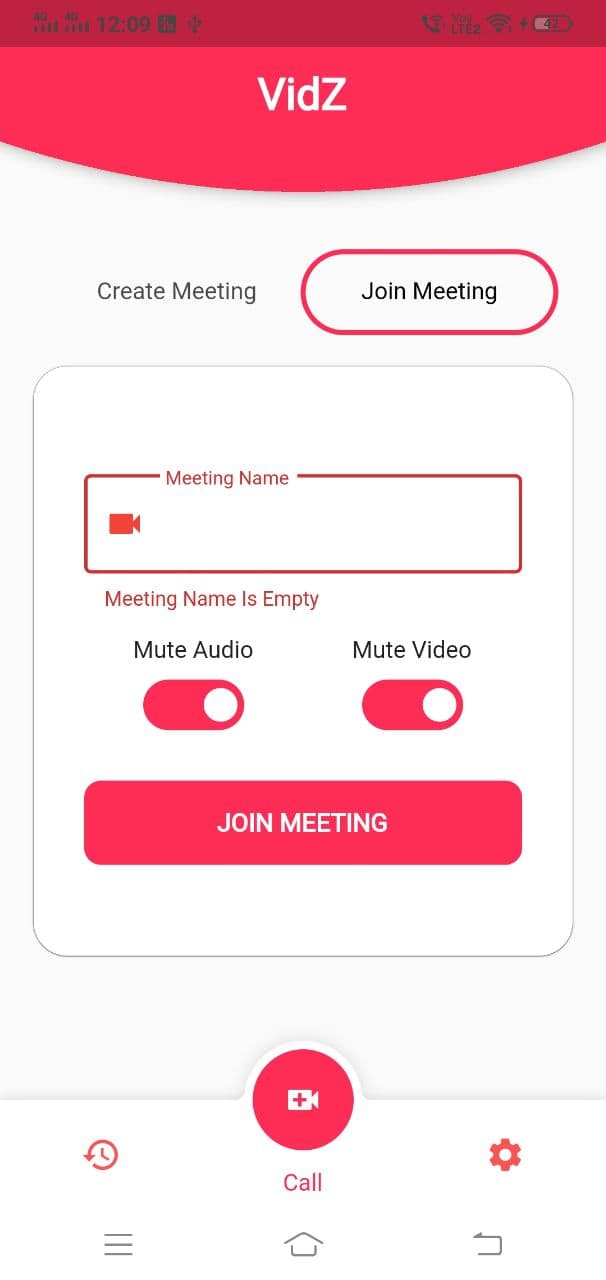 4G 4G 12:09 Voy LTE2 42
VidZ
Create Meeting Join Meeting
Meeting Name
Meeting Name Is Empty
Mute Audio Mute Video
JOIN MEETING
Call